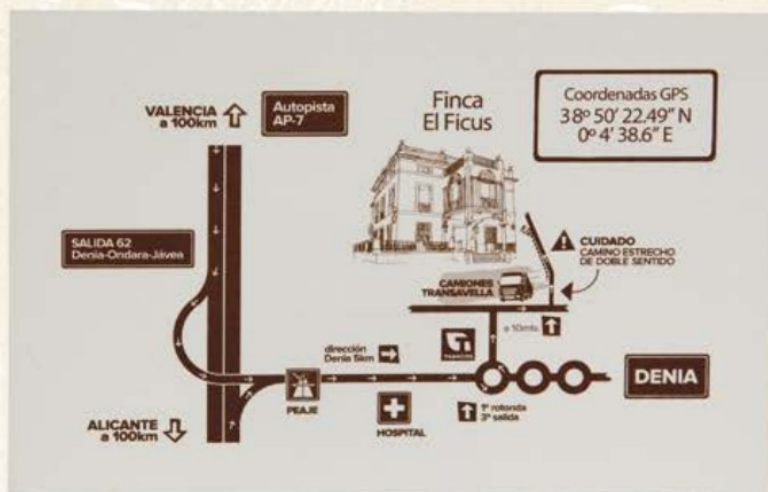 VALENCIA
a 100km
Autopista
AP-7
Finca
El Ficus
Coordenadas GPS
38º 50' 22.49" N
0º 4' 38.6" E
SALIDA 62
Denia-Ondara-Jávea
CUIDADO
CAMINO ESTRECHO
DE DOBLE SENTIDO
CAMIONES
TRANSAVELLA
a 10mts.
dirección
Denia 5km
PEAJE
HOSPITAL
1ª rotonda
3ª salida
DENIA
ALICANTE
a 100km